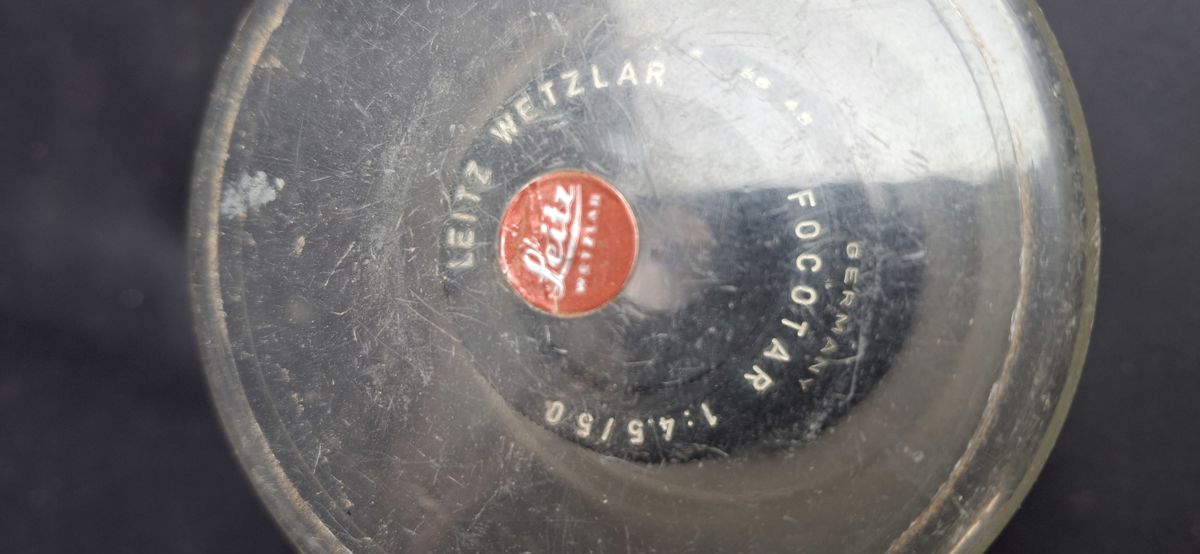 LEITZ WETZLAR
FOCOTAR 1:4.5/50
GERMANY
Leitz
WETZLAR